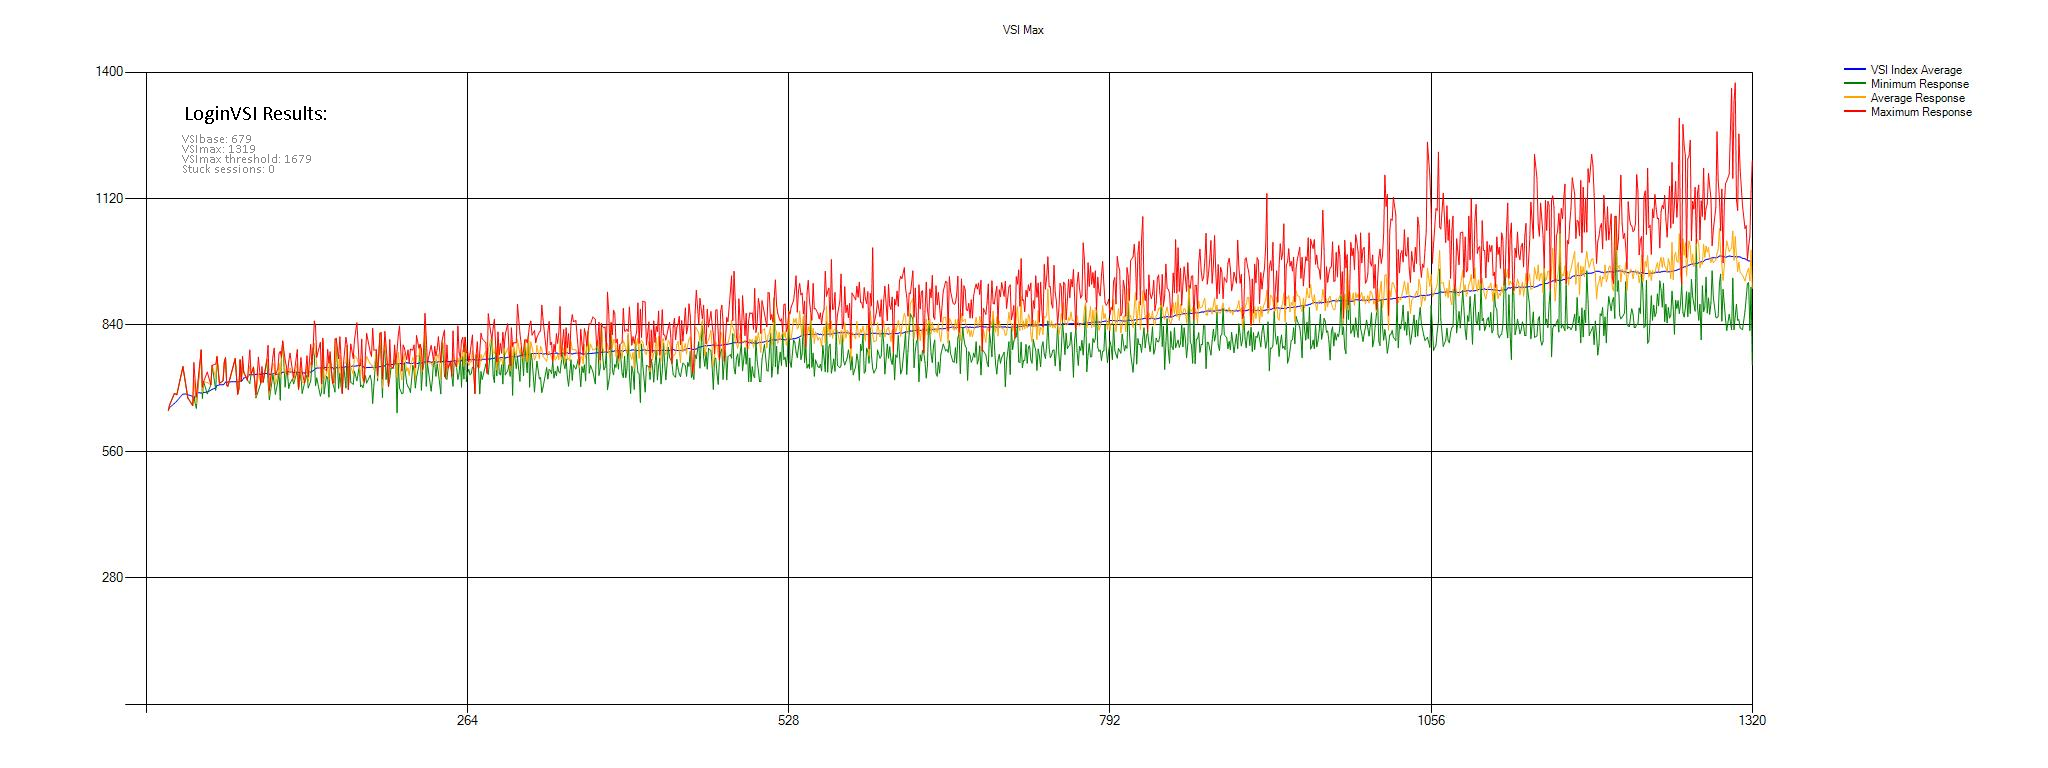 VSI Max
1400
1120
840
560
280
264
528
792
1056
1320
LoginVSI Results:
VSIbase: 679
VSImax: 1319
VSImax threshold: 1679
Stuck sessions: 0
VSI Index Average
Minimum Response
Average Response
Maximum Response